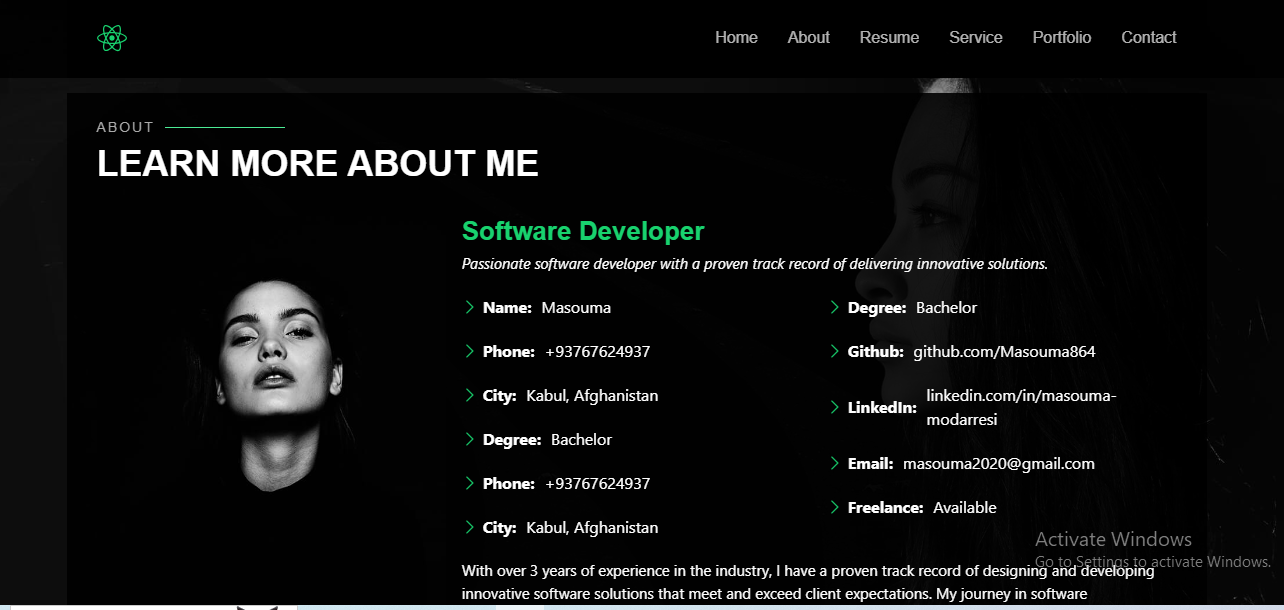 Home About Resume Service Portfolio Contact
ABOUT
LEARN MORE ABOUT ME
Software Developer
Passionate software developer with a proven track record of delivering innovative solutions.
Name: Masouma
Phone: +93767624937
City: Kabul, Afghanistan
Degree: Bachelor
Phone: +93767624937
City: Kabul, Afghanistan
Degree: Bachelor
Github: github.com/Masouma864
LinkedIn: linkedin.com/in/masouma-
modarresi
Email: masouma2020@gmail.com
Freelance: Available
With over 3 years of experience in the industry, I have a proven track record of designing and developing
innovative software solutions that meet and exceed client expectations. My journey in software
Activate Windows
Go to Settings to activate Windows.